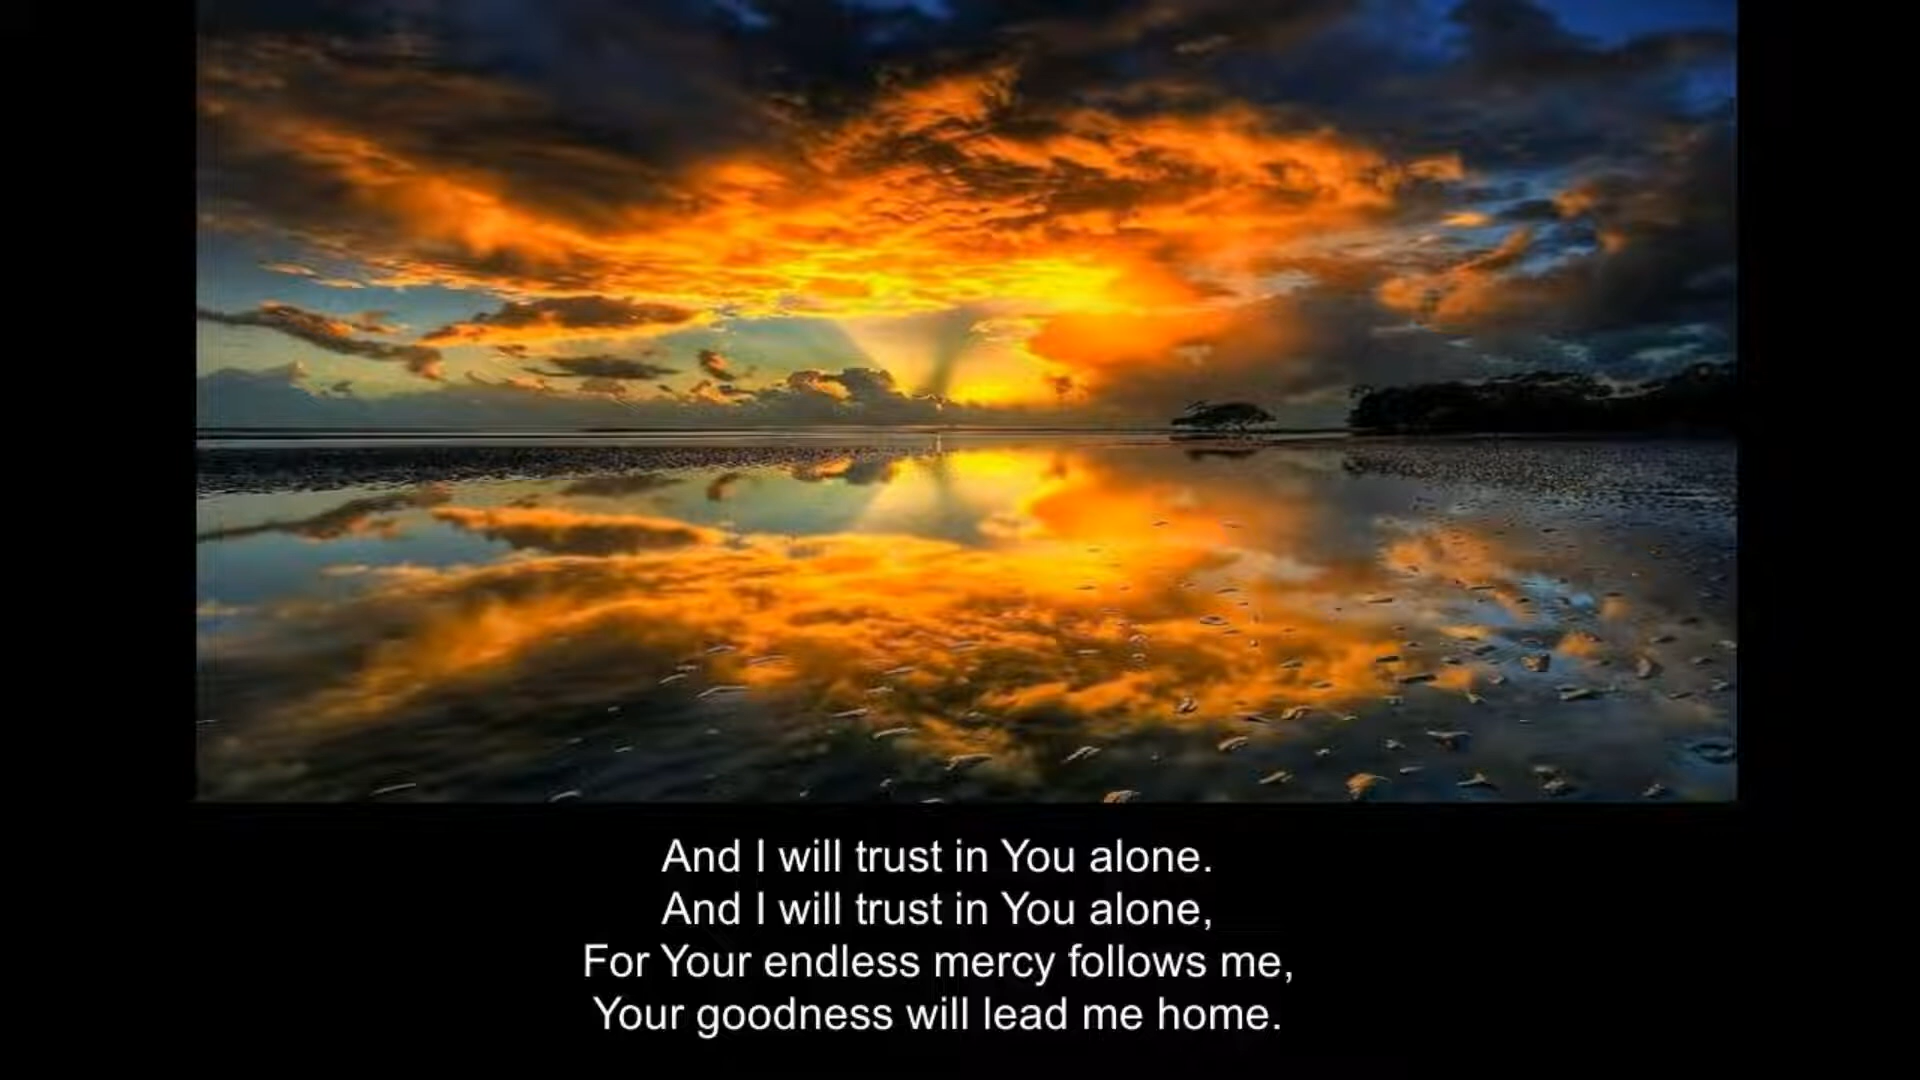 And I will trust in You alone.
And I will trust in You alone,
For Your endless mercy follows me,
Your goodness will lead me home.